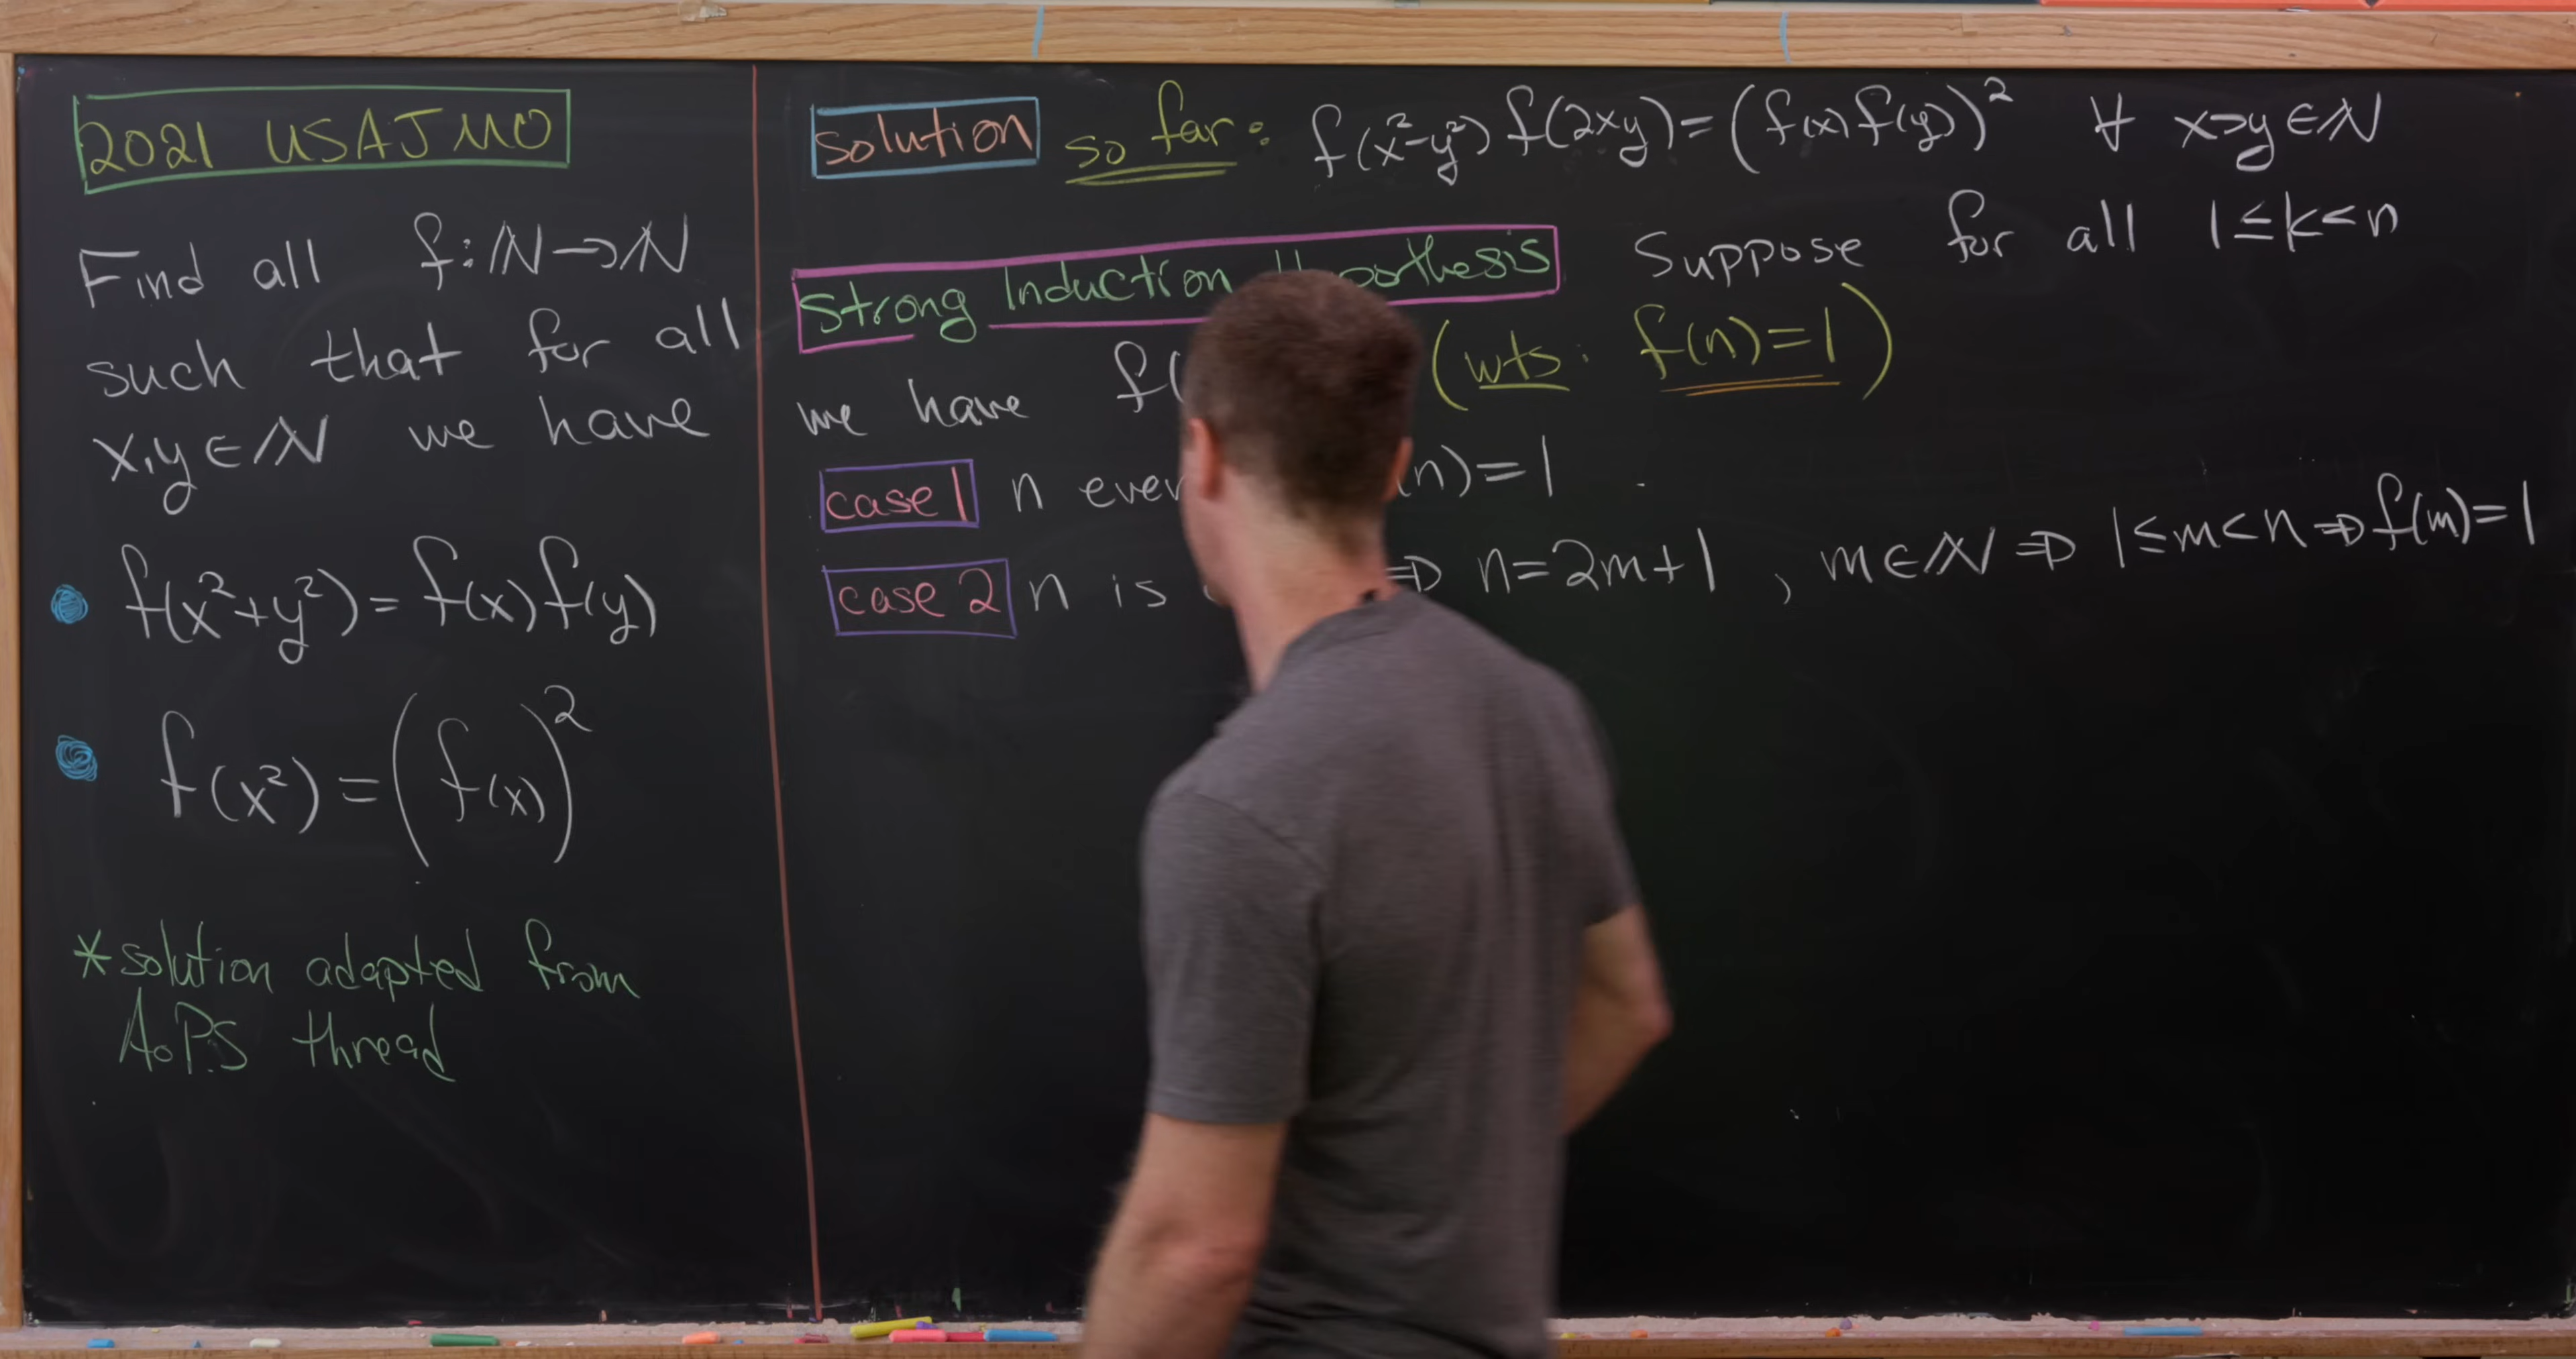 2021 USAJMO
Find all f:ℕ→ℕ
such that for all
x,y∈ℕ we have
• f(x²+y²)=f(x)f(y)
• f(x²)=(f(x))²
*solution adapted from
AoPS thread
solution so far: f(x²-y²)f(2xy)=(f(x)f(y))² ∀ x>y∈ℕ
Strong Induction Suppose for all 1≤k<n
we have f( (wts: f(n)=1)
case 1 n even (n)=1
case 2 n is ⇒ n=2m+1, m∈ℕ ⇒ 1≤m<n ⇒ f(m)=1